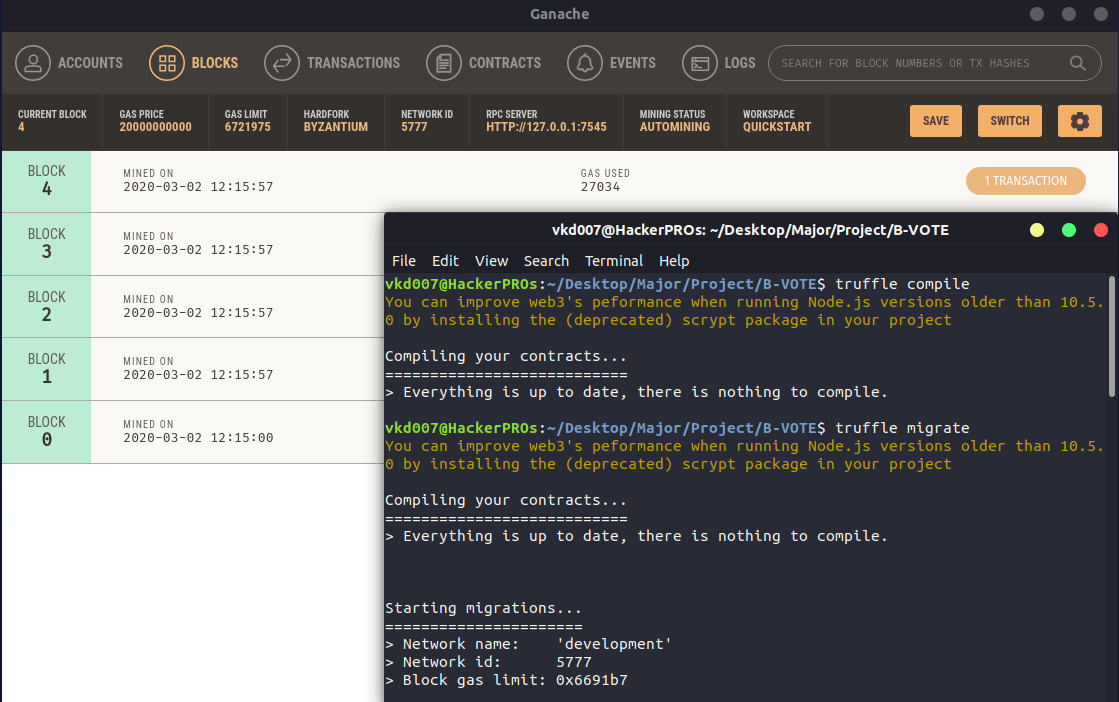 Ganache
ACCOUNTS BLOCKS TRANSACTIONS CONTRACTS EVENTS LOGS SEARCH FOR BLOCK NUMBERS OR TX HASHES
CURRENT BLOCK GAS PRICE GAS LIMIT HARDFORK NETWORK ID RPC SERVER MINING STATUS WORKSPACE
4 20000000000 6721975 BYZANTIUM 5777 HTTP://127.0.0.1:7545 AUTOMINING QUICKSTART
SAVE SWITCH
BLOCK MINED ON GAS USED
4 2020-03-02 12:15:57 27034 1 TRANSACTION
BLOCK MINED ON
3 2020-03-02 12:15:57
BLOCK MINED ON
2 2020-03-02 12:15:57
BLOCK MINED ON
1 2020-03-02 12:15:57
BLOCK MINED ON
0 2020-03-02 12:15:00
vkd007@HackerPROs: ~/Desktop/Major/Project/B-VOTE
File Edit View Search Terminal Help
vkd007@HackerPROs:~/Desktop/Major/Project/B-VOTE$ truffle compile
You can improve web3's peformance when running Node.js versions older than 10.5.
0 by installing the (deprecated) scrypt package in your project
Compiling your contracts...
===========================
> Everything is up to date, there is nothing to compile.
vkd007@HackerPROs:~/Desktop/Major/Project/B-VOTE$ truffle migrate
You can improve web3's peformance when running Node.js versions older than 10.5.
0 by installing the (deprecated) scrypt package in your project
Compiling your contracts...
===========================
> Everything is up to date, there is nothing to compile.
Starting migrations...
======================
> Network name: 'development'
> Network id: 5777
> Block gas limit: 0x6691b7